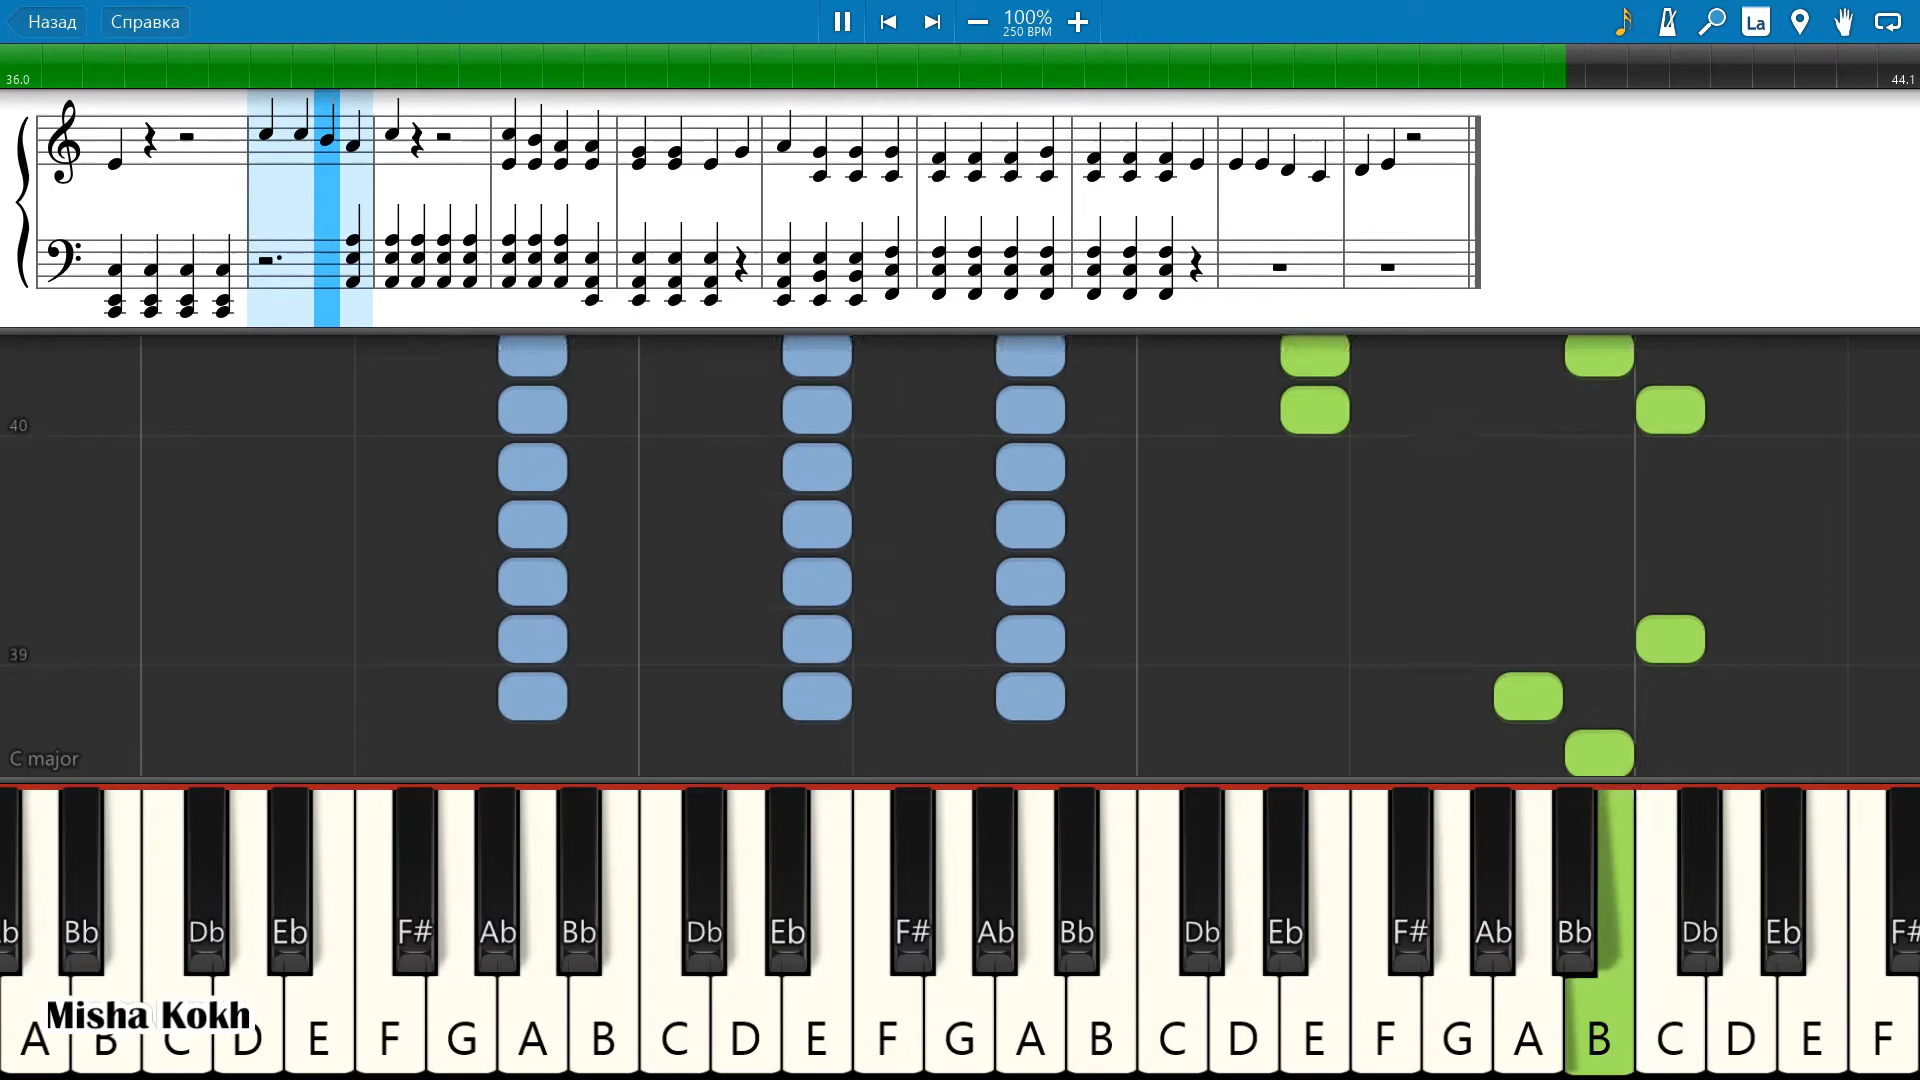 Назад Справка 100% La
250 BPM
36.0 44.1
40
39
C major
Bb Db Eb F# Ab Bb Db Eb F# Ab Bb Db Eb F# Ab Bb Db Eb F#
Misha Kokh
A B C D E F G A B C D E F G A B C D E F G A B C D E F